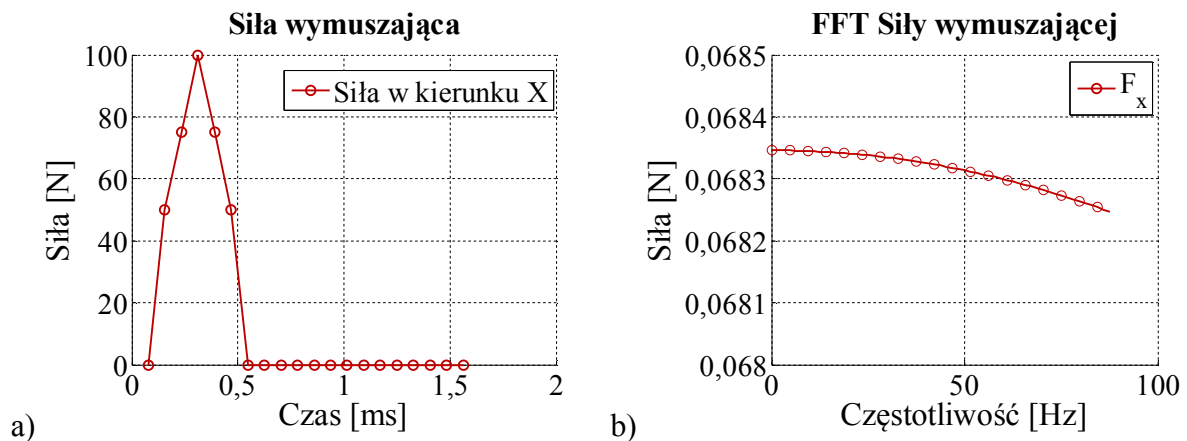 Siła wymuszająca
Siła [N]
100
80
60
40
20
0
0
0,5
1
1,5
2
Czas [ms]
Siła w kierunku X
a)
FFT Siły wymuszającej
Siła [N]
0,0685
0,0684
0,0683
0,0682
0,0681
0,068
0
50
100
Częstotliwość [Hz]
F_x
b)